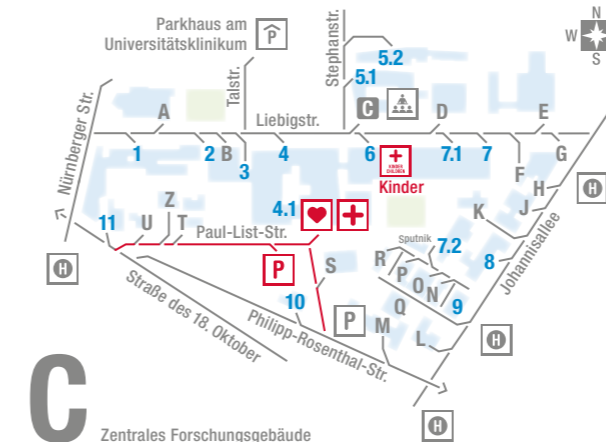 Parkhaus am
Universitätsklinikum
P
N
W
S
Nürnberger Str.
Talstr.
Stephanstr.
5.2
5.1
C
A
Liebigstr.
D
E
1
2
B
3
4
6
KINDER
CHILDREN
Kinder
7.1
7
F
G
H
H
J
K
Johannisallee
4.1
Z
11
U
T
Paul-List-Str.
H
P
S
Sputnik
7.2
R
P
O
N
8
9
Q
10
P
M
L
H
Straße des 18. Oktober
Philipp-Rosenthal-Str.
H
C
Zentrales Forschungsgebäude